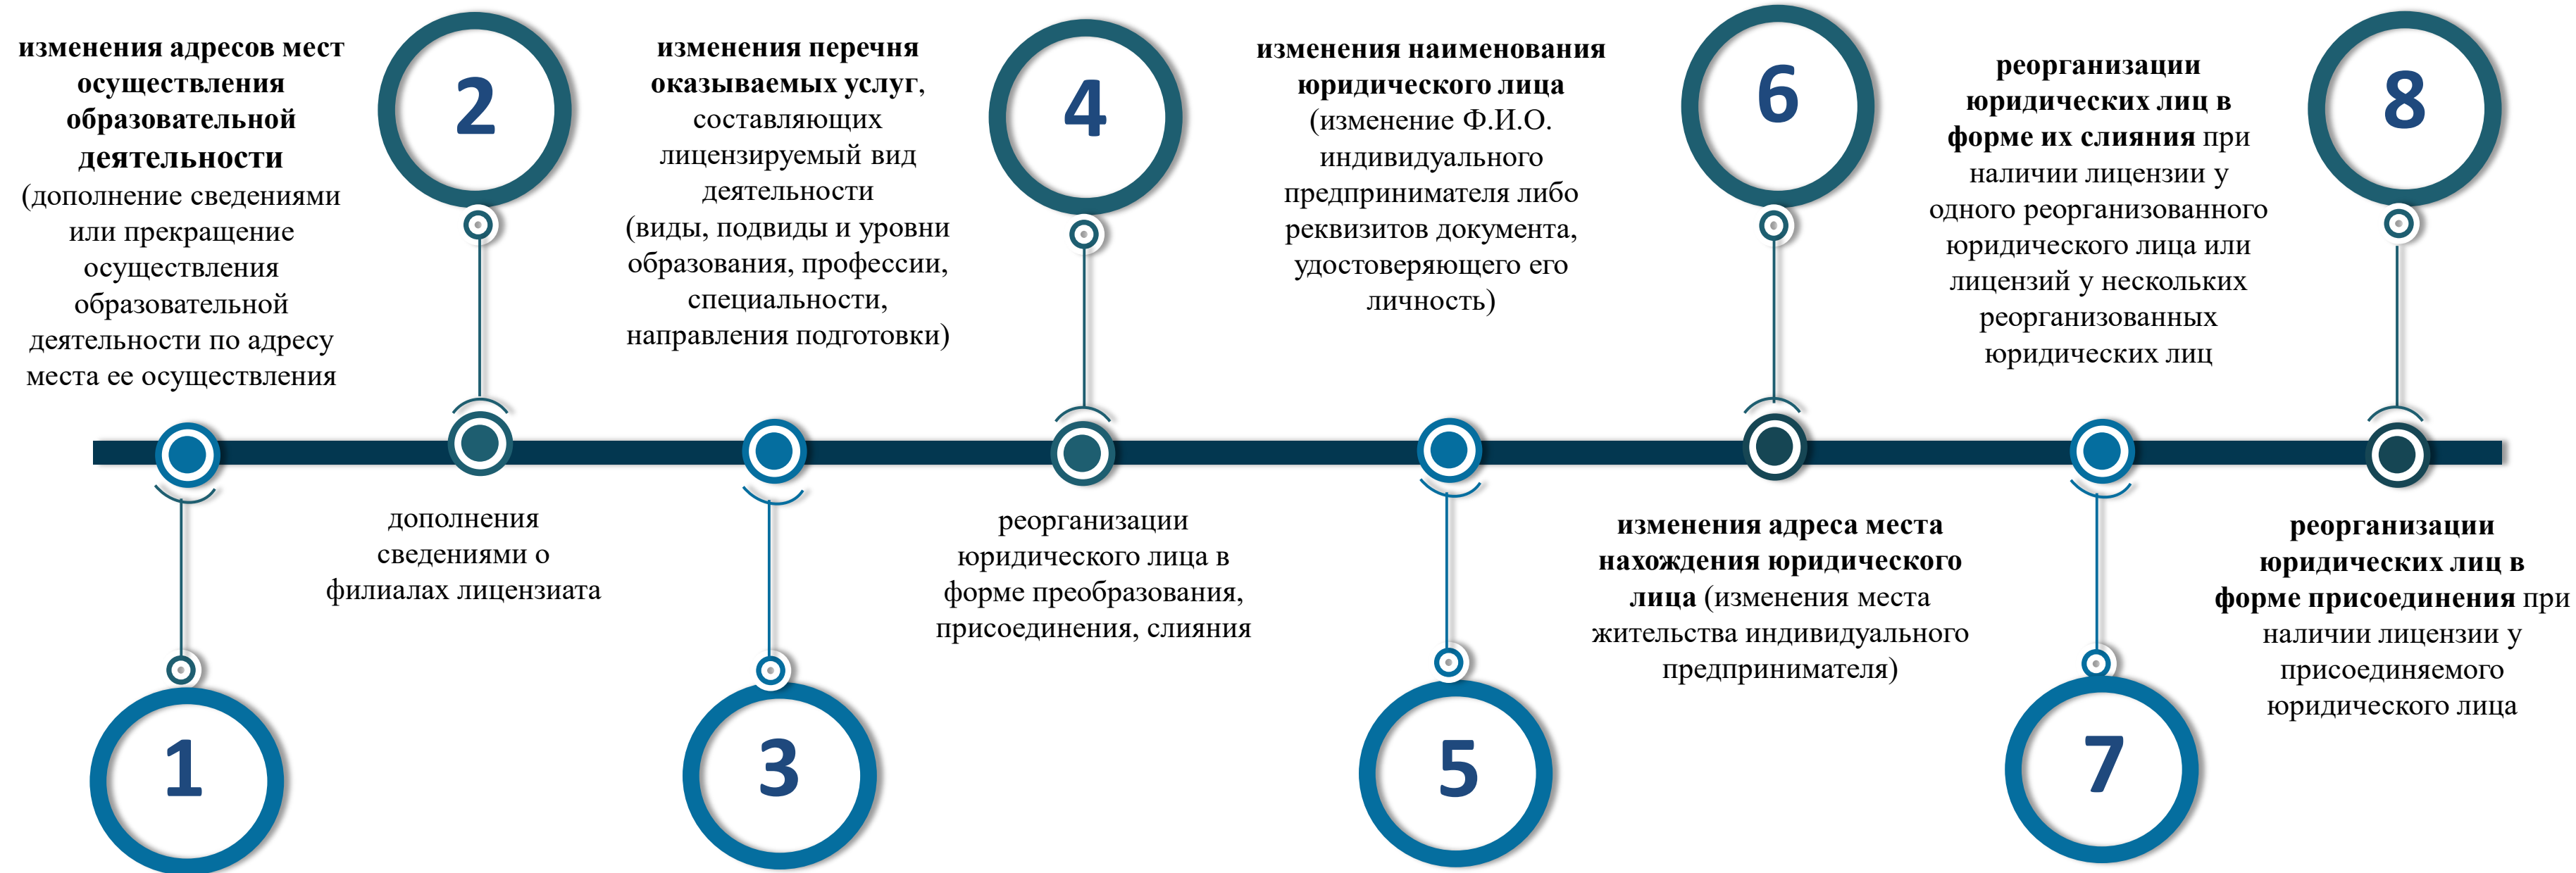 изменения адресов мест
осуществления
образовательной
деятельности
(дополнение сведениями
или прекращение
осуществления
образовательной
деятельности по адресу
места ее осуществления
1
2
дополнения
сведениями о
филиалах лицензиата
изменения перечня
оказываемых услуг,
составляющих
лицензируемый вид
деятельности
(виды, подвиды и уровни
образования, профессии,
специальности,
направления подготовки)
3
4
реорганизации
юридического лица в
форме преобразования,
присоединения, слияния
изменения наименования
юридического лица
(изменение Ф.И.О.
индивидуального
предпринимателя либо
реквизитов документа,
удостоверяющего его
личность)
5
6
изменения адреса места
нахождения юридического
лица (изменения места
жительства индивидуального
предпринимателя)
реорганизации
юридических лиц в
форме их слияния при
наличии лицензии у
одного реорганизованного
юридического лица или
лицензий у нескольких
реорганизованных
юридических лиц
7
8
реорганизации
юридических лиц в
форме присоединения при
наличии лицензии у
присоединяемого
юридического лица